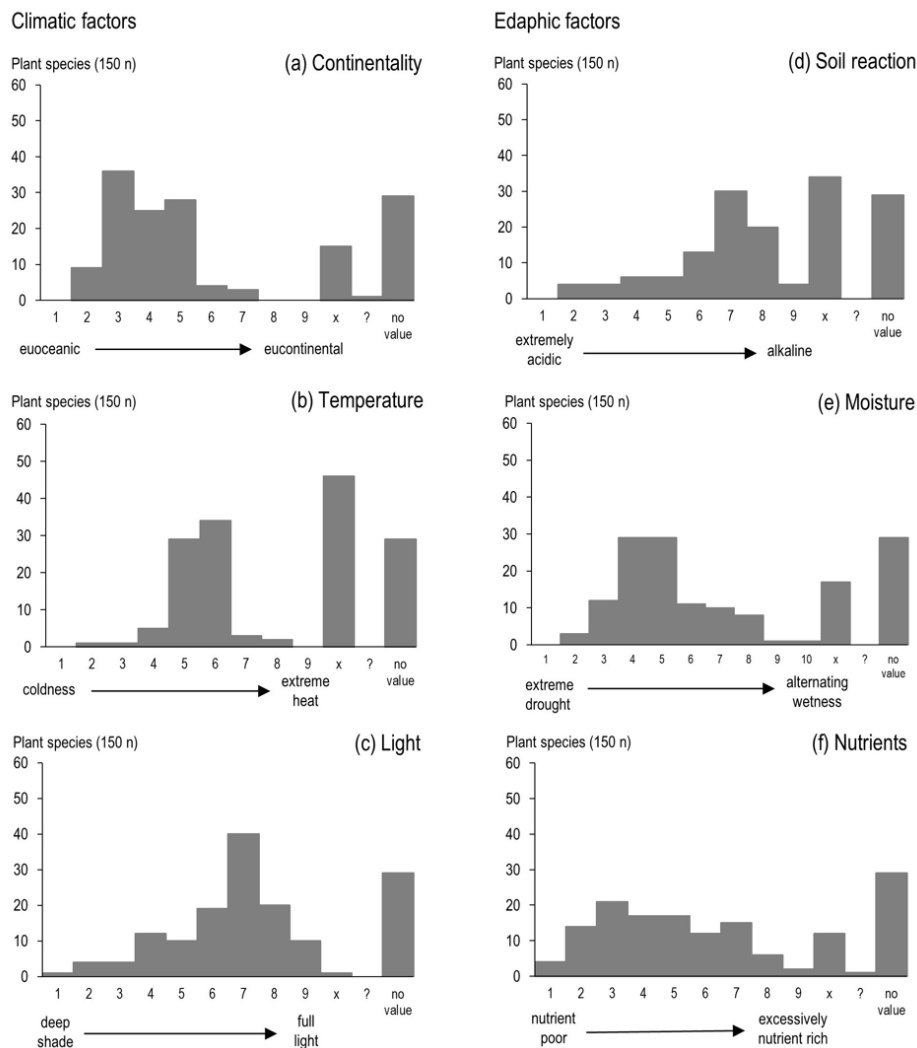 Climatic factors
Plant species (150 n)
(a) Continentality
60
50
40
30
20
10
0
1 2 3 4 5 6 7 8 9 x ? no value
euoceanic
eucontinental
Plant species (150 n)
(b) Temperature
60
50
40
30
20
10
0
1 2 3 4 5 6 7 8 9 x ? no value
coldness
extreme
heat
Plant species (150 n)
(c) Light
60
50
40
30
20
10
0
1 2 3 4 5 6 7 8 9 x ? no value
deep
shade
full
light
Edaphic factors
Plant species (150 n)
(d) Soil reaction
60
50
40
30
20
10
0
1 2 3 4 5 6 7 8 9 x ? no value
extremely
acidic
alkaline
Plant species (150 n)
(e) Moisture
60
50
40
30
20
10
0
1 2 3 4 5 6 7 8 9 10 x ? no value
extreme
drought
alternating
wetness
Plant species (150 n)
(f) Nutrients
60
50
40
30
20
10
0
1 2 3 4 5 6 7 8 9 x ? no value
nutrient
poor
excessively
nutrient rich